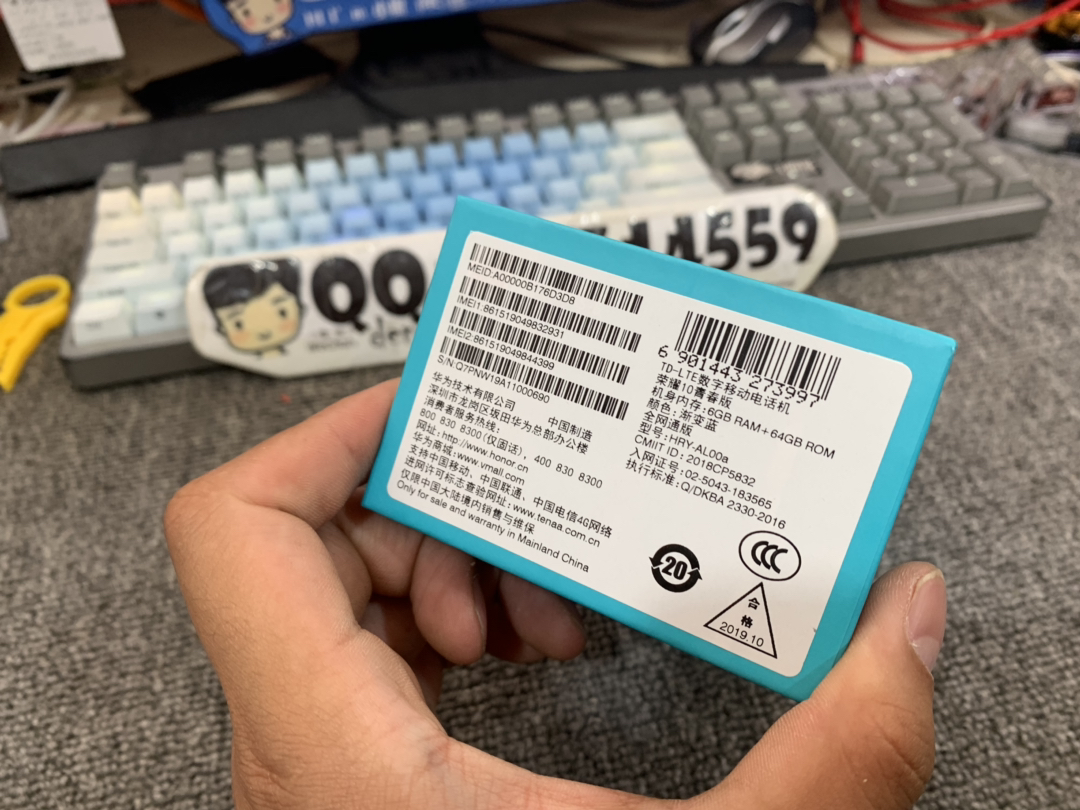 QQ
44559
MEID:A00000B176D3D8
IMEI1:861519049832931
IMEI2:861519049844399
S/N:Q7PNW19A11000690
华为技术有限公司 中国制造
深圳市龙岗区坂田华为总部办公楼
消费者服务热线:
800 830 8300(仅固话), 400 830 8300
网址:http://www.honor.cn
华为商城:www.vmall.com
支持中国移动、中国联通、中国电信4G网络
进网许可标志查验网址:www.tenaa.com.cn
仅限中国大陆境内销售与维保
Only for sale and warranty in Mainland China
6 901443 273997
TD-LTE数字移动电话机
荣耀10青春版
机身内存:6GB RAM+64GB ROM
颜色:渐变蓝
全网通版
型号:HRY-AL00a
CMIIT ID:2018CP5832
入网证号:02-5043-183565
执行标准:Q/DKBA 2330-2016
20
CCC
合
格
2019.10